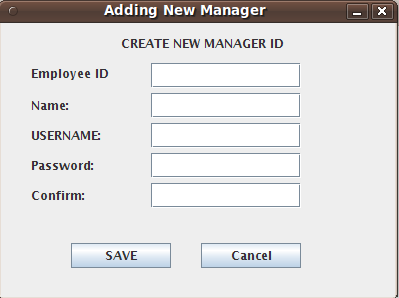 Adding New Manager
CREATE NEW MANAGER ID
Employee ID
Name:
USERNAME:
Password:
Confirm:
SAVE Cancel